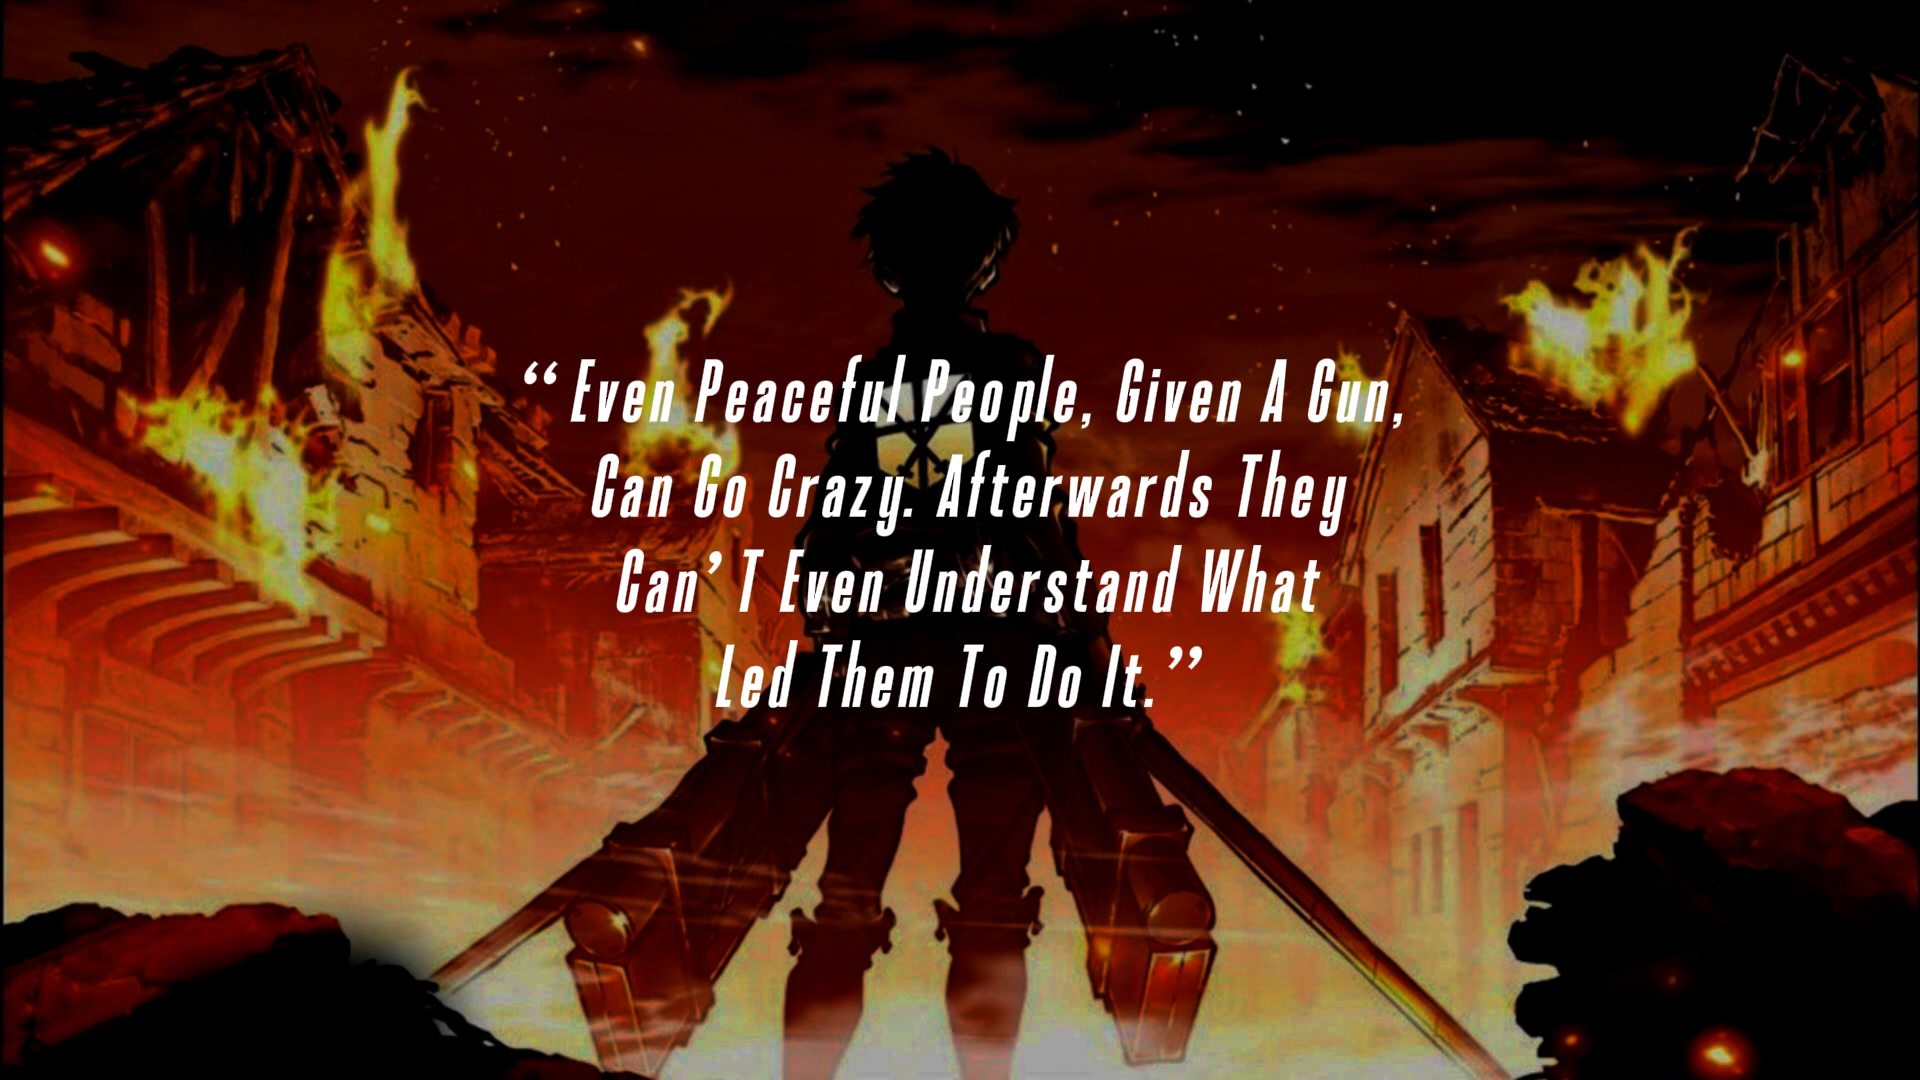 “ Even Peaceful People, Given A Gun,
Can Go Crazy. Afterwards They
Can’ T Even Understand What
Led Them To Do It.”